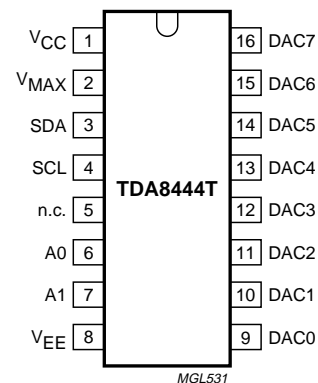 VCC 1 16 DAC7
VMAX 2 15 DAC6
SDA 3 14 DAC5
SCL 4 13 DAC4
TDA8444T
n.c. 5 12 DAC3
A0 6 11 DAC2
A1 7 10 DAC1
VEE 8 9 DAC0
MGL531